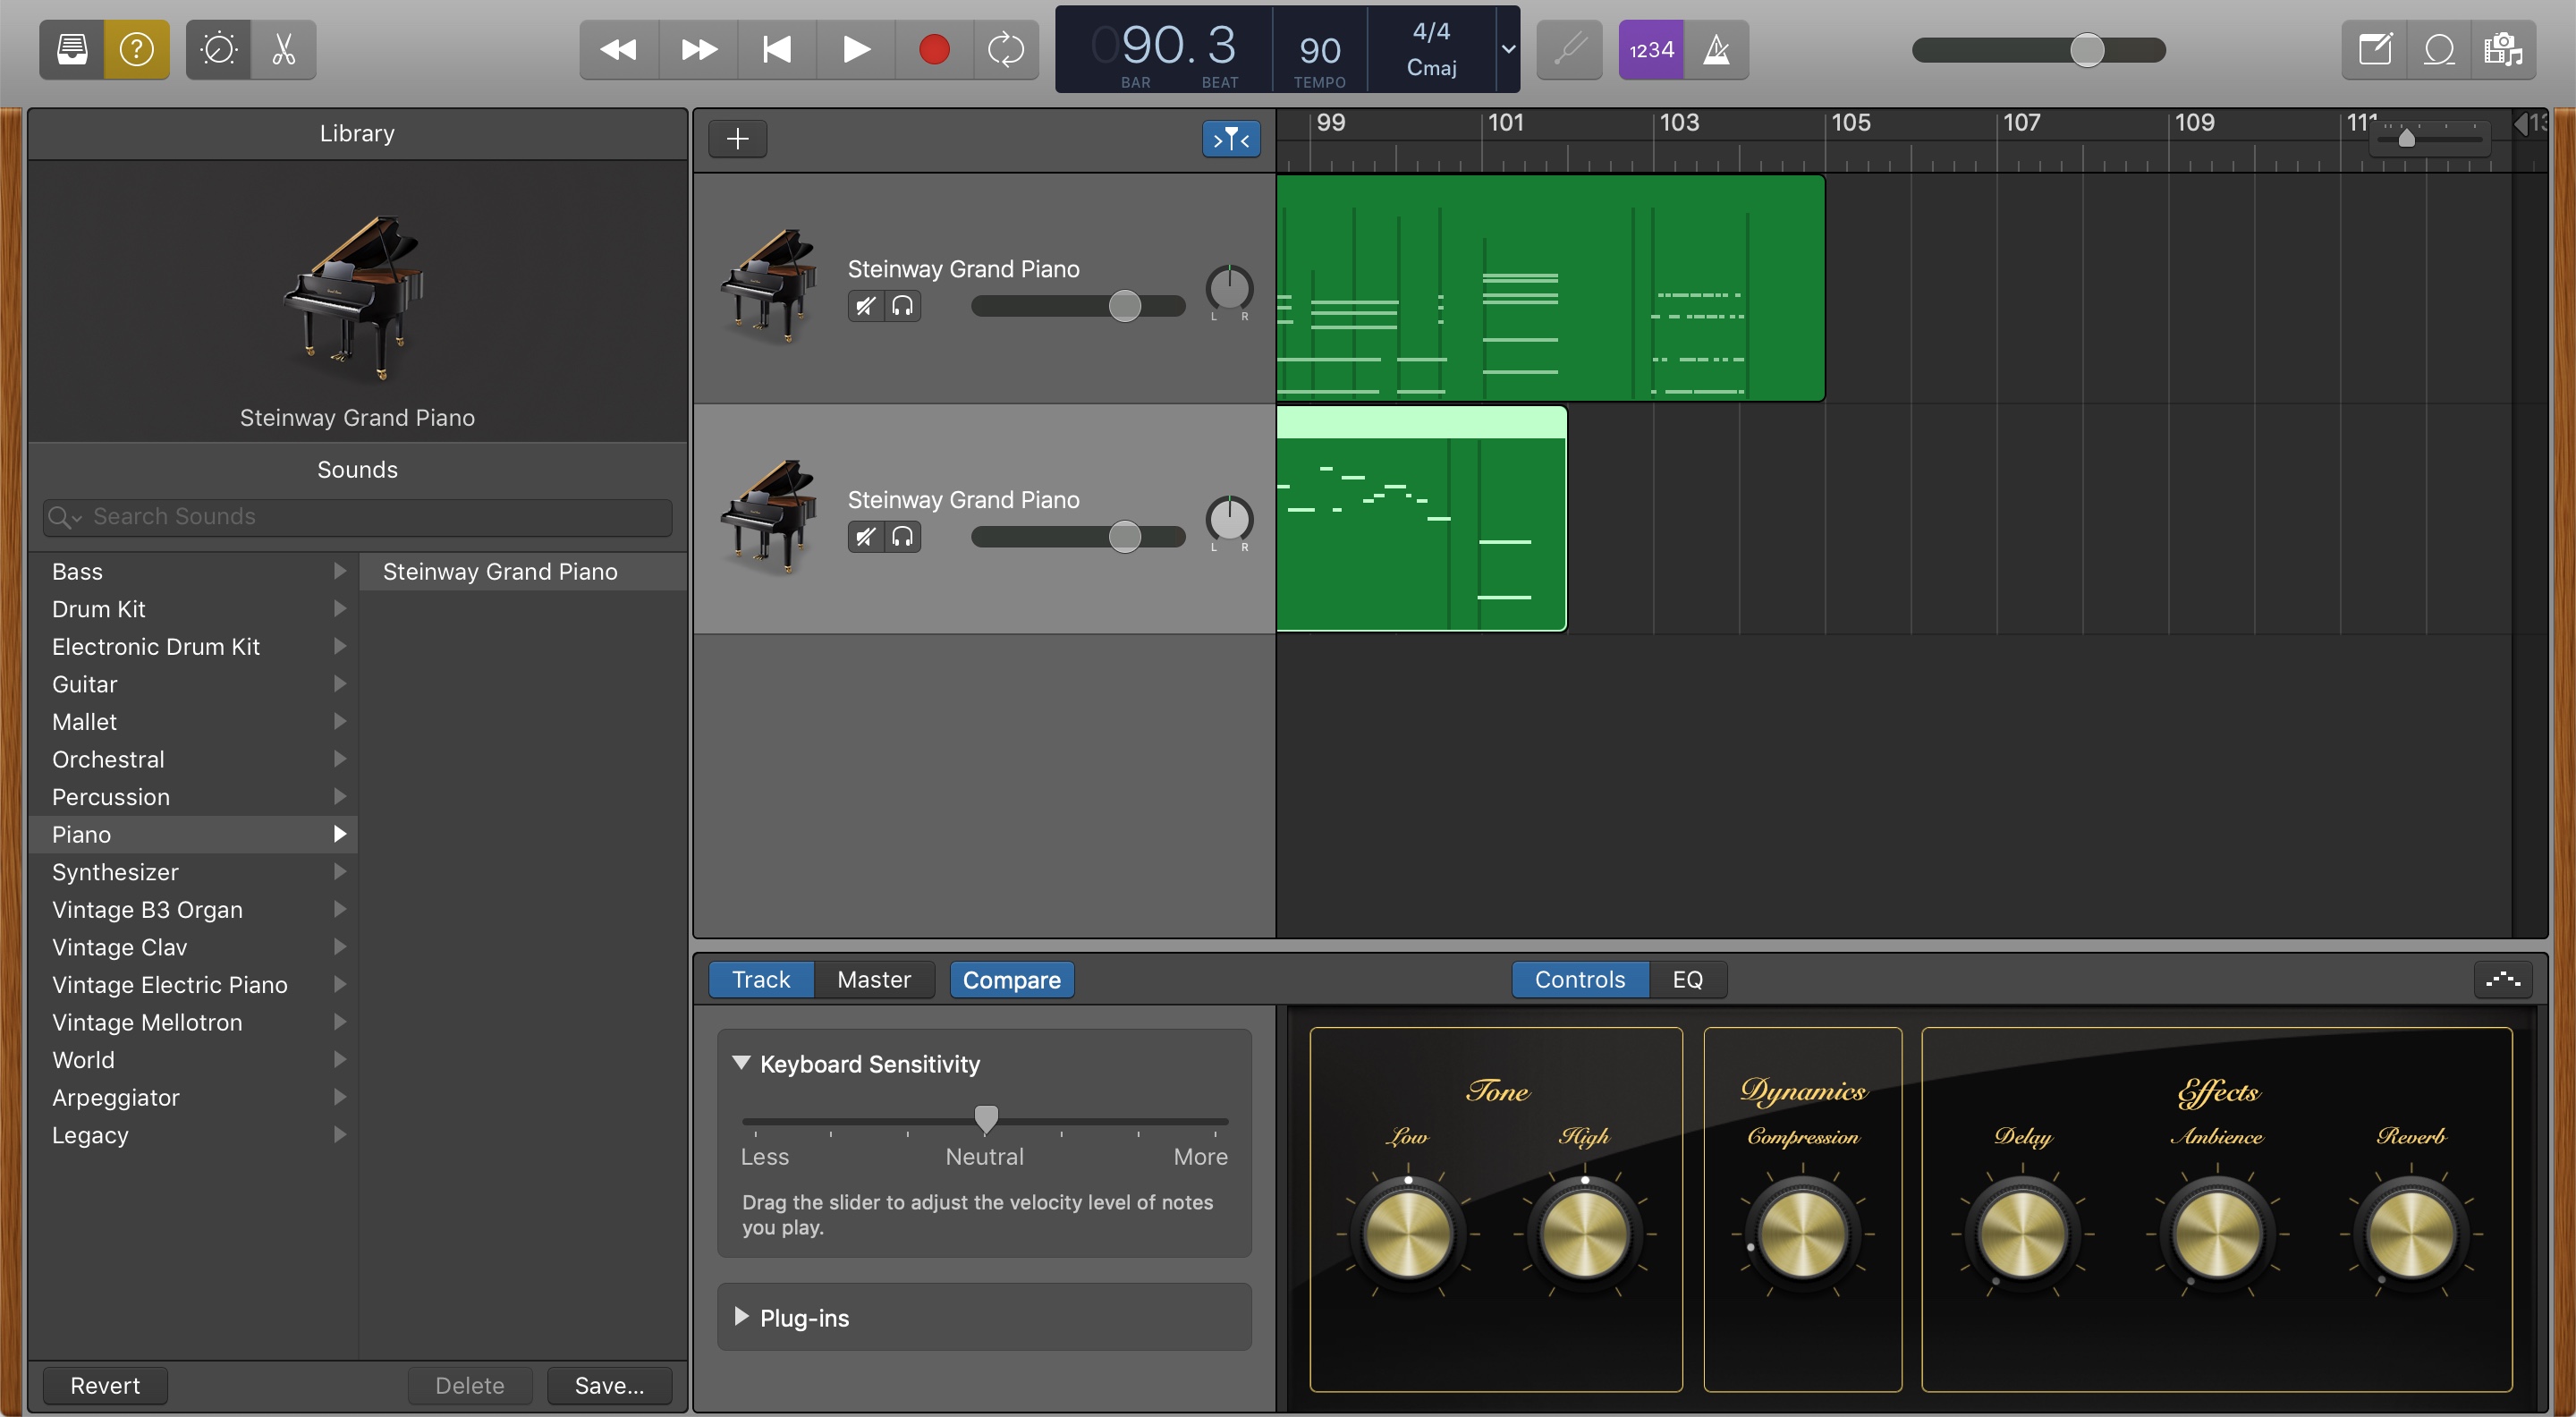 090. 3
BAR BEAT
90
TEMPO
4/4
Cmaj
1234
Library
Steinway Grand Piano
Sounds
Search Sounds
Bass
Drum Kit
Electronic Drum Kit
Guitar
Mallet
Orchestral
Percussion
Piano
Synthesizer
Vintage B3 Organ
Vintage Clav
Vintage Electric Piano
Vintage Mellotron
World
Arpeggiator
Legacy
Steinway Grand Piano
Revert
Delete
Save...
99 101 103 105 107 109
Steinway Grand Piano
L R
Steinway Grand Piano
L R
Track
Master
Compare
Controls
EQ
Keyboard Sensitivity
Less Neutral More
Drag the slider to adjust the velocity level of notes
you play.
Plug-ins
Tone
Low High
Dynamics
Compression
Effects
Delay Ambience Reverb